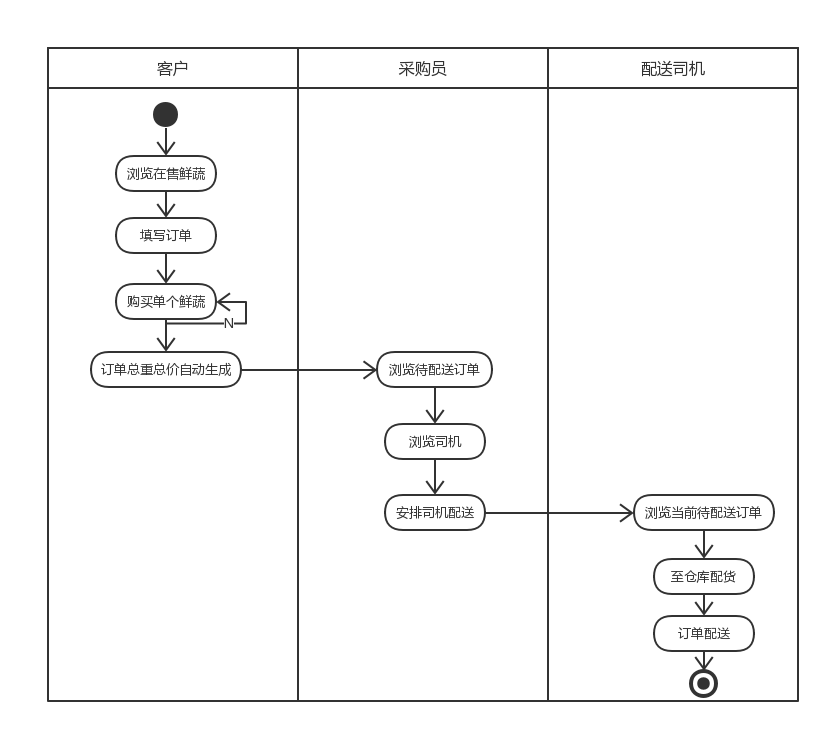 客户
采购员
配送司机
浏览在售鲜蔬
填写订单
购买单个鲜蔬
N
订单总重总价自动生成
浏览待配送订单
浏览司机
安排司机配送
浏览当前待配送订单
至仓库配货
订单配送